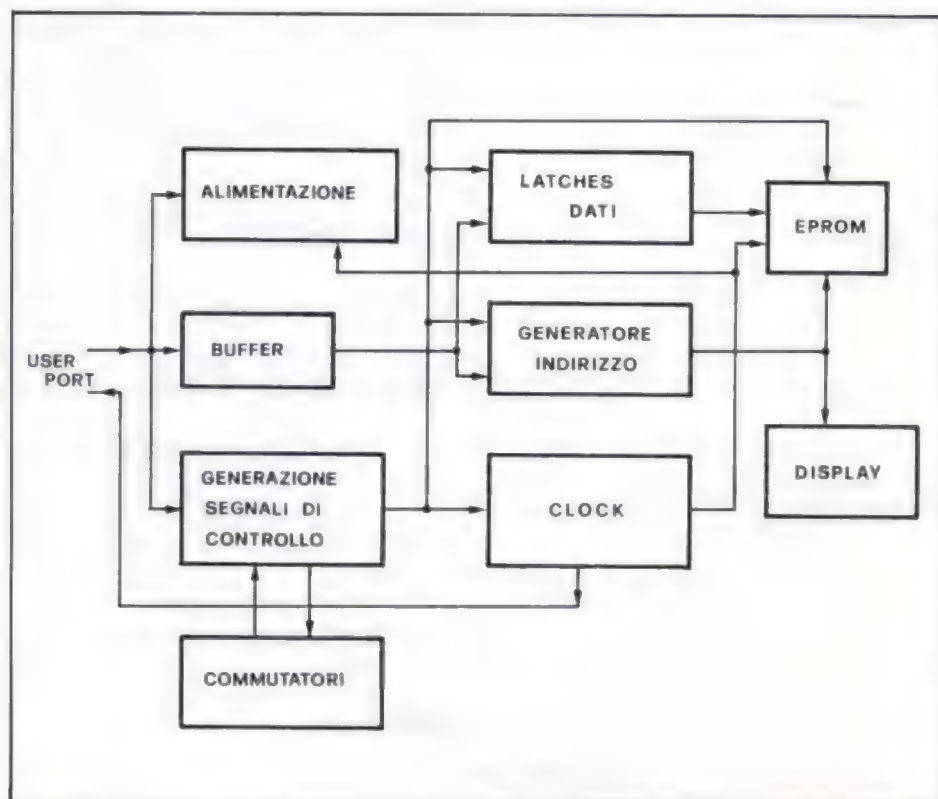 ALIMENTAZIONE
LATCHES
DATI
EPROM
USER
PORT
BUFFER
GENERATORE
INDIRIZZO
GENERAZIONE
SEGNALI DI
CONTROLLO
CLOCK
DISPLAY
COMMUTATORI